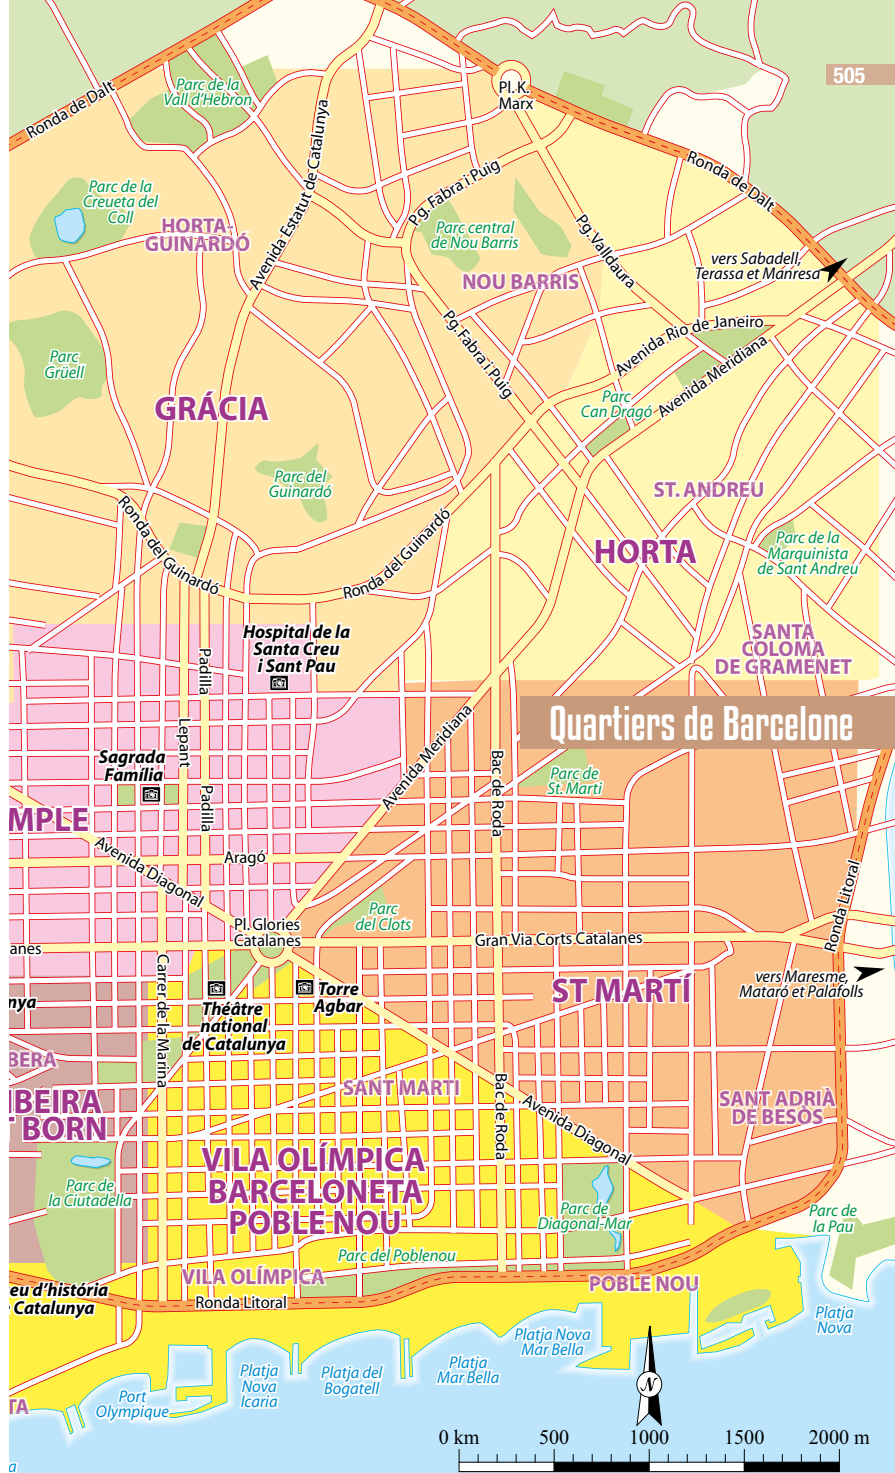 505
Parc de la
Vall d'Hebron
Pl. K.
Marx
Ronda de Dalt
Ronda de Dalt
Avenida Estatut de Catalunya
P.g. Fabra i Puig
Parc de la
Creueta del
Coll
HORTA-
GUINARDÓ
Parc central
de Nou Barris
P.g. Valldaura
vers Sabadell,
Terassa et Manresa
NOU BARRIS
P.g. Fabra i Puig
Avenida Rio de Janeiro
Avenida Meridiana
Parc
Grüell
GRÁCIA
Parc
Can Dragó
Parc del
Guinardó
ST. ANDREU
Ronda del Guinardó
Ronda del Guinardó
HORTA
Parc de la
Marquinista
de Sant Andreu
Hospital de la
Santa Creu
i Sant Pau
SANTA
COLOMA
DE GRAMENET
Padilla
Lepant
Quartiers de Barcelone
Avenida Meridiana
Bac de Roda
Sagrada
Família
Parc de
St. Marti
Padilla
MPLE
Avenida Diagonal
Aragó
Ronda Litoral
Parc
del Clots
Pl. Glories
Catalanes
anes
Gran Via Corts Catalanes
Carrer de la Marina
vers Maresme,
Mataró et Palafolls
nya
Torre
Agbar
ST MARTÍ
Théâtre
national
de Catalunya
BERA
SANT MARTI
Bac de Roda
Avenida Diagonal
SANT ADRIÀ
DE BESÒS
IBEIRA
T BORN
VILA OLÍMPICA
BARCELONETA
POBLE NOU
Parc de
la Ciutadella
Parc de
Diagonal-Mar
Parc de
la Pau
Parc del Poblenou
VILA OLÍMPICA
POBLE NOU
eu d'história
e Catalunya
Ronda Litoral
Platja
Nova
Platja Nova
Mar Bella
Platja
Mar Bella
Platja del
Bogatell
Platja
Nova
Icaria
Port
Olympique
TA
N
0 km 500 1000 1500 2000 m
a